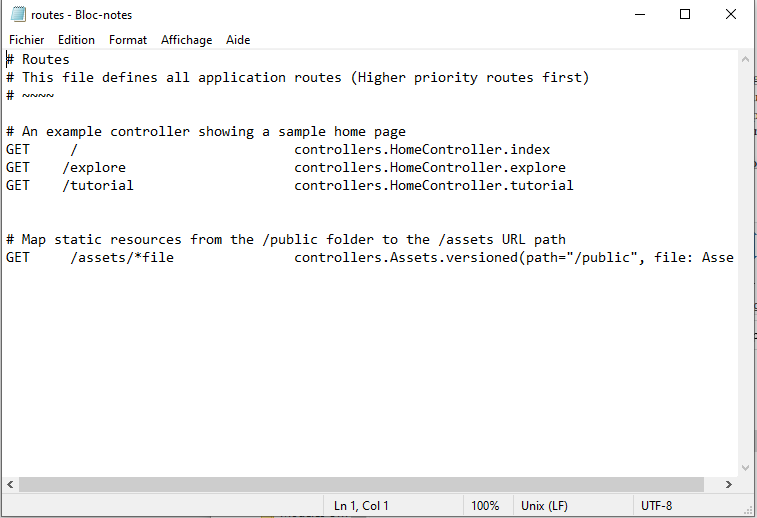 routes - Bloc-notes
Fichier Edition Format Affichage Aide
# Routes
# This file defines all application routes (Higher priority routes first)
# ~~~~
# An example controller showing a sample home page
GET     /                           controllers.HomeController.index
GET    /explore                     controllers.HomeController.explore
GET    /tutorial                    controllers.HomeController.tutorial
# Map static resources from the /public folder to the /assets URL path
GET     /assets/*file               controllers.Assets.versioned(path="/public", file: Asse
Ln 1, Col 1 100% Unix (LF) UTF-8